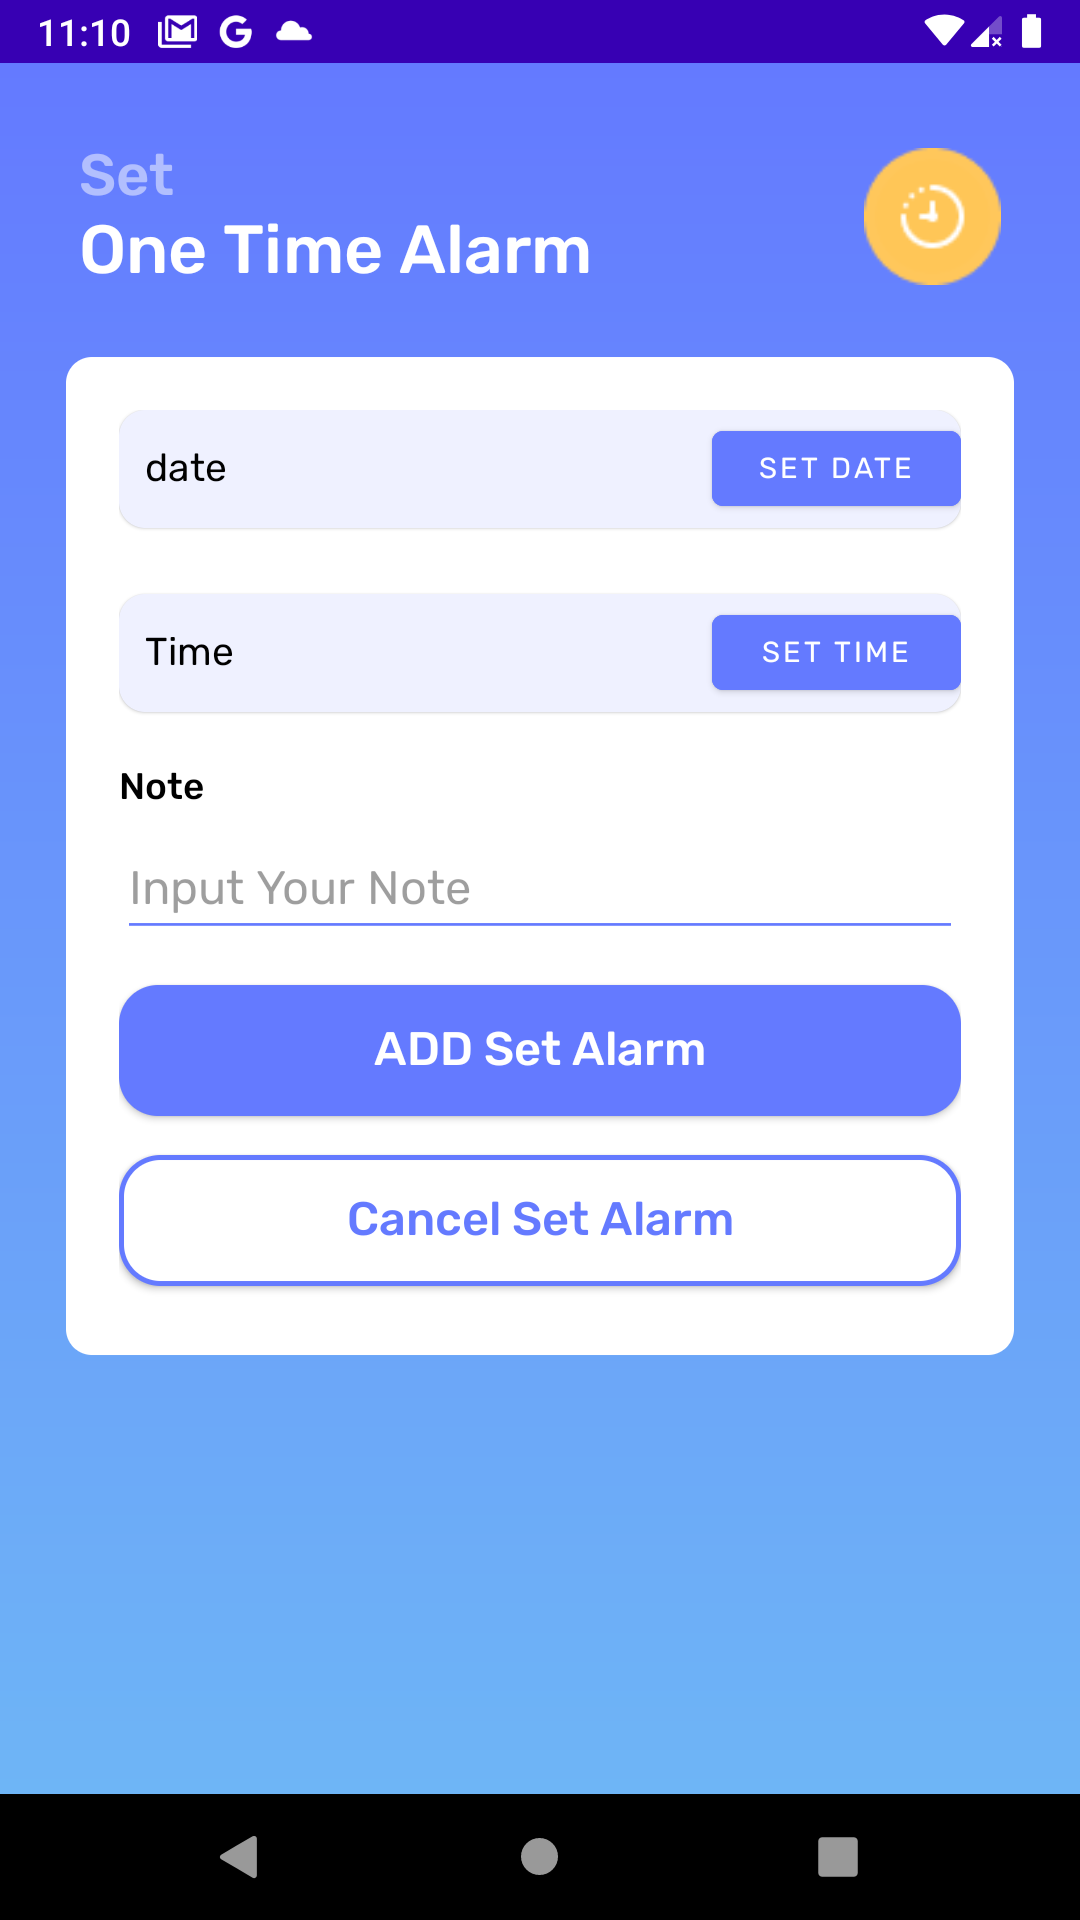 11:10
Set
One Time Alarm
date
SET DATE
Time
SET TIME
Note
Input Your Note
ADD Set Alarm
Cancel Set Alarm